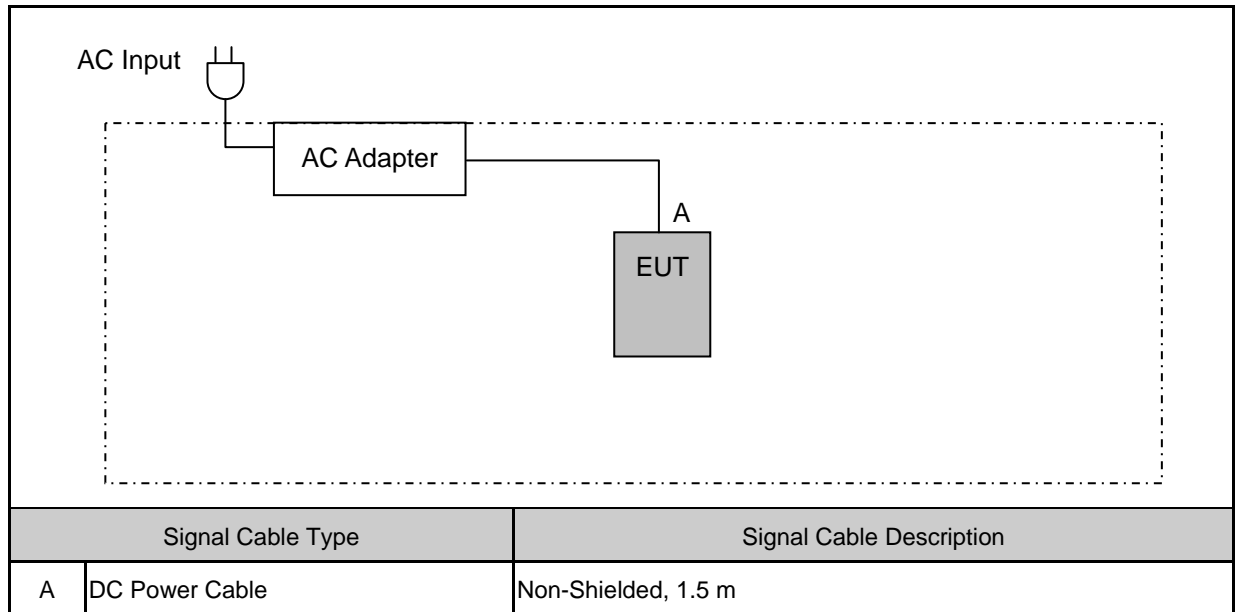 AC Input
AC Adapter
A
EUT
Signal Cable Type Signal Cable Description
A DC Power Cable Non-Shielded, 1.5 m